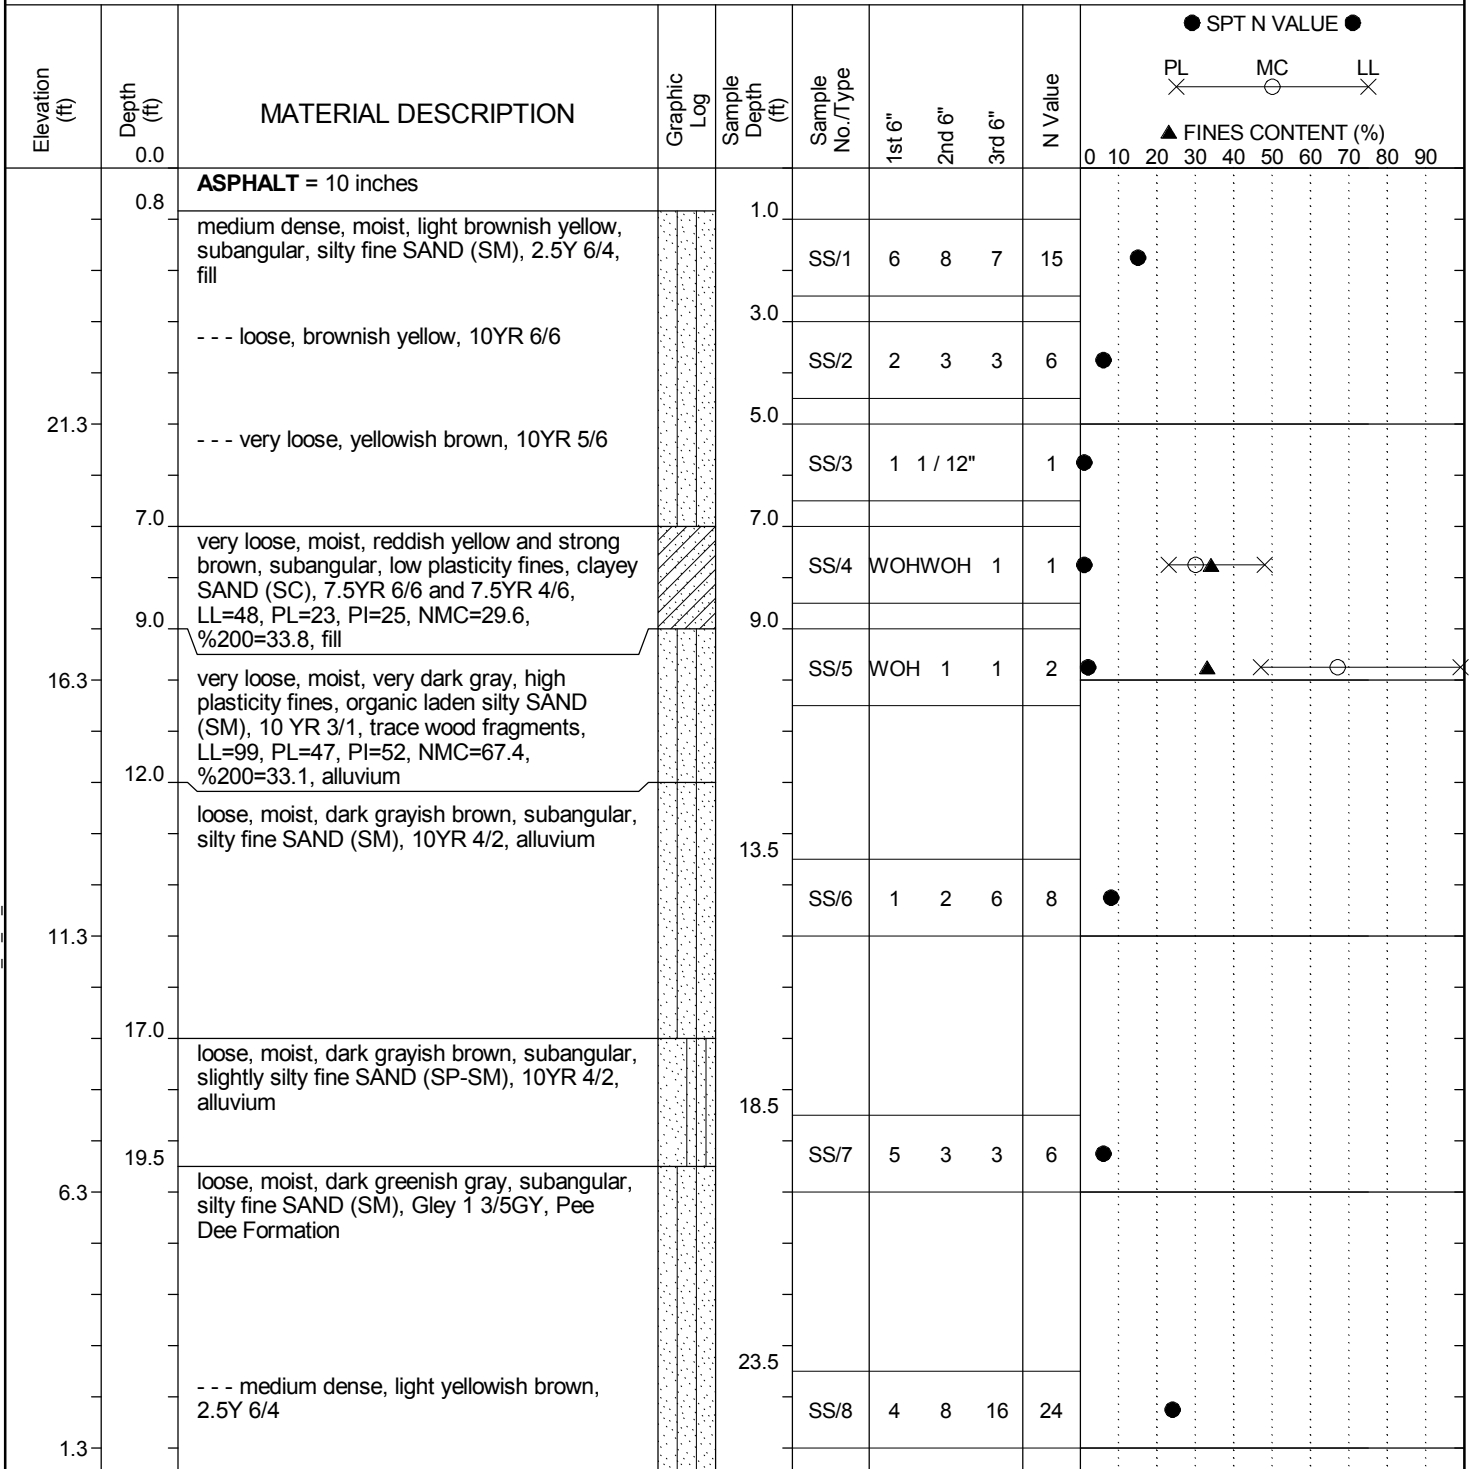 ● SPT N VALUE ●
PL MC LL
▲ FINES CONTENT (%)
0 10 20 30 40 50 60 70 80 90
Elevation (ft)
Depth (ft)
0.0
MATERIAL DESCRIPTION
Graphic Log
Sample Depth (ft)
Sample No./Type
1st 6"
2nd 6"
3rd 6"
N Value
ASPHALT = 10 inches
0.8
1.0
medium dense, moist, light brownish yellow,
subangular, silty fine SAND (SM), 2.5Y 6/4,
fill
SS/1 6 8 7 15
3.0
- - - loose, brownish yellow, 10YR 6/6
SS/2 2 3 3 6
5.0
21.3
- - - very loose, yellowish brown, 10YR 5/6
SS/3 1 1 / 12" 1
7.0 7.0
very loose, moist, reddish yellow and strong
brown, subangular, low plasticity fines, clayey
SAND (SC), 7.5YR 6/6 and 7.5YR 4/6,
LL=48, PL=23, PI=25, NMC=29.6,
%200=33.8, fill
SS/4 WOH WOH 1 1
9.0 9.0
SS/5 WOH 1 1 2
16.3
very loose, moist, very dark gray, high
plasticity fines, organic laden silty SAND
(SM), 10 YR 3/1, trace wood fragments,
LL=99, PL=47, PI=52, NMC=67.4,
%200=33.1, alluvium
12.0
loose, moist, dark grayish brown, subangular,
silty fine SAND (SM), 10YR 4/2, alluvium
13.5
SS/6 1 2 6 8
11.3
17.0
loose, moist, dark grayish brown, subangular,
slightly silty fine SAND (SP-SM), 10YR 4/2,
alluvium
18.5
SS/7 5 3 3 6
19.5
6.3
loose, moist, dark greenish gray, subangular,
silty fine SAND (SM), Gley 1 3/5GY, Pee
Dee Formation
23.5
- - - medium dense, light yellowish brown,
2.5Y 6/4
SS/8 4 8 16 24
1.3